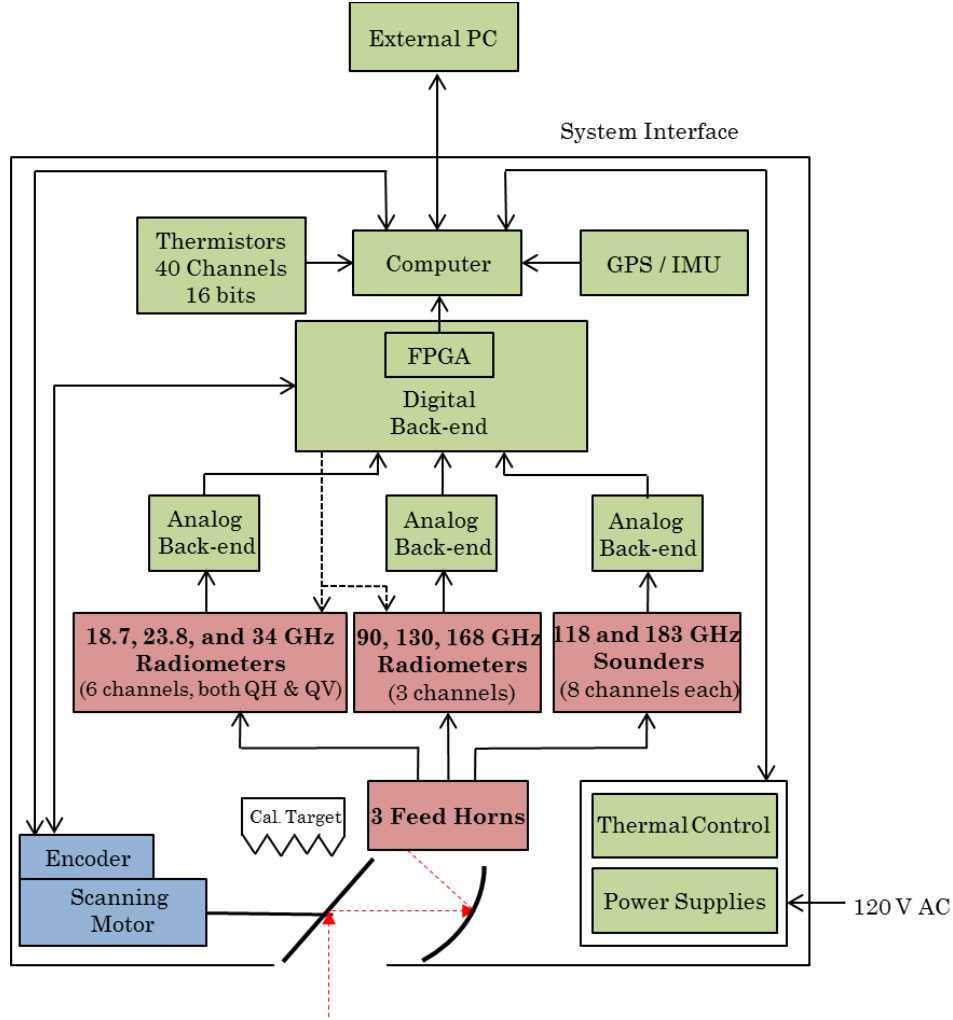 External PC
System Interface
Thermistors
40 Channels
16 bits
Computer
GPS / IMU
FPGA
Digital
Back-end
Analog
Back-end
Analog
Back-end
Analog
Back-end
18.7, 23.8, and 34 GHz
Radiometers
(6 channels, both QH & QV)
90, 130, 168 GHz
Radiometers
(3 channels)
118 and 183 GHz
Sounders
(8 channels each)
Cal. Target
3 Feed Horns
Thermal Control
Encoder
Scanning
Motor
Power Supplies
120 V AC